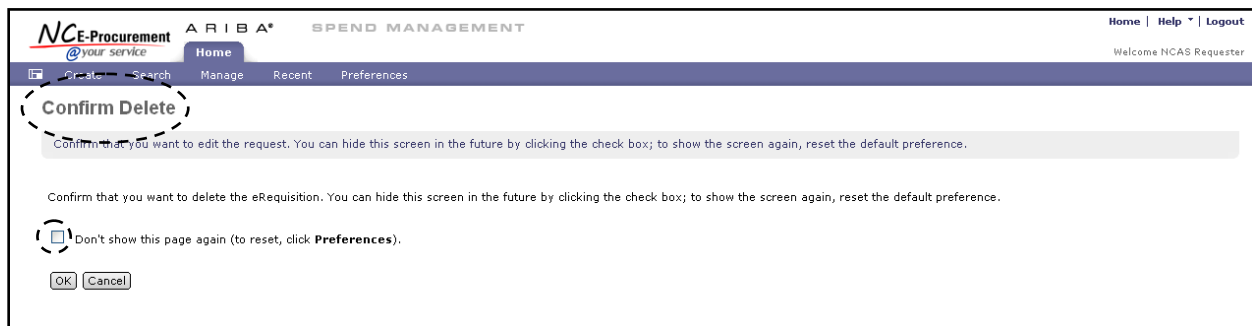 NCE-Procurement
@your service
ARIBA® SPEND MANAGEMENT
Home | Help | Logout
Home
Welcome NCAS Requester
Create Search Manage Recent Preferences
Confirm Delete
Confirm that you want to edit the request. You can hide this screen in the future by clicking the check box; to show the screen again, reset the default preference.
Confirm that you want to delete the eRequisition. You can hide this screen in the future by clicking the check box; to show the screen again, reset the default preference.
Don't show this page again (to reset, click Preferences).
OK Cancel